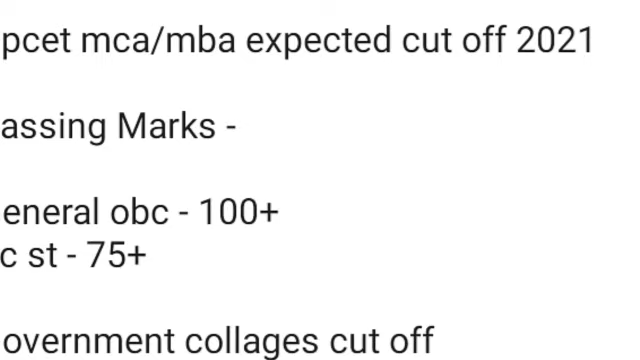 pcet mca/mba expected cut off 2021
assing Marks -
eneral obc - 100+
c st - 75+
overnment collages cut off